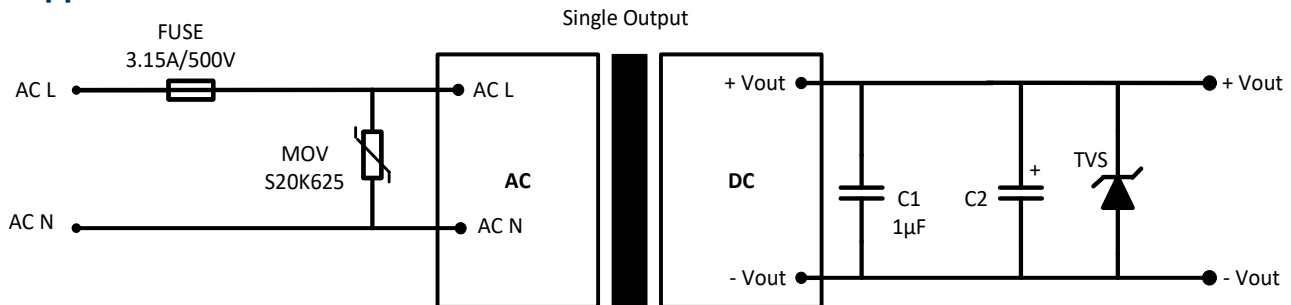 Single Output
FUSE
3.15A/500V
AC L
AC L
MOV
S20K625
AC
AC N
AC N
DC
+ Vout
- Vout
C1
1µF
C2
+
TVS
+ Vout
- Vout